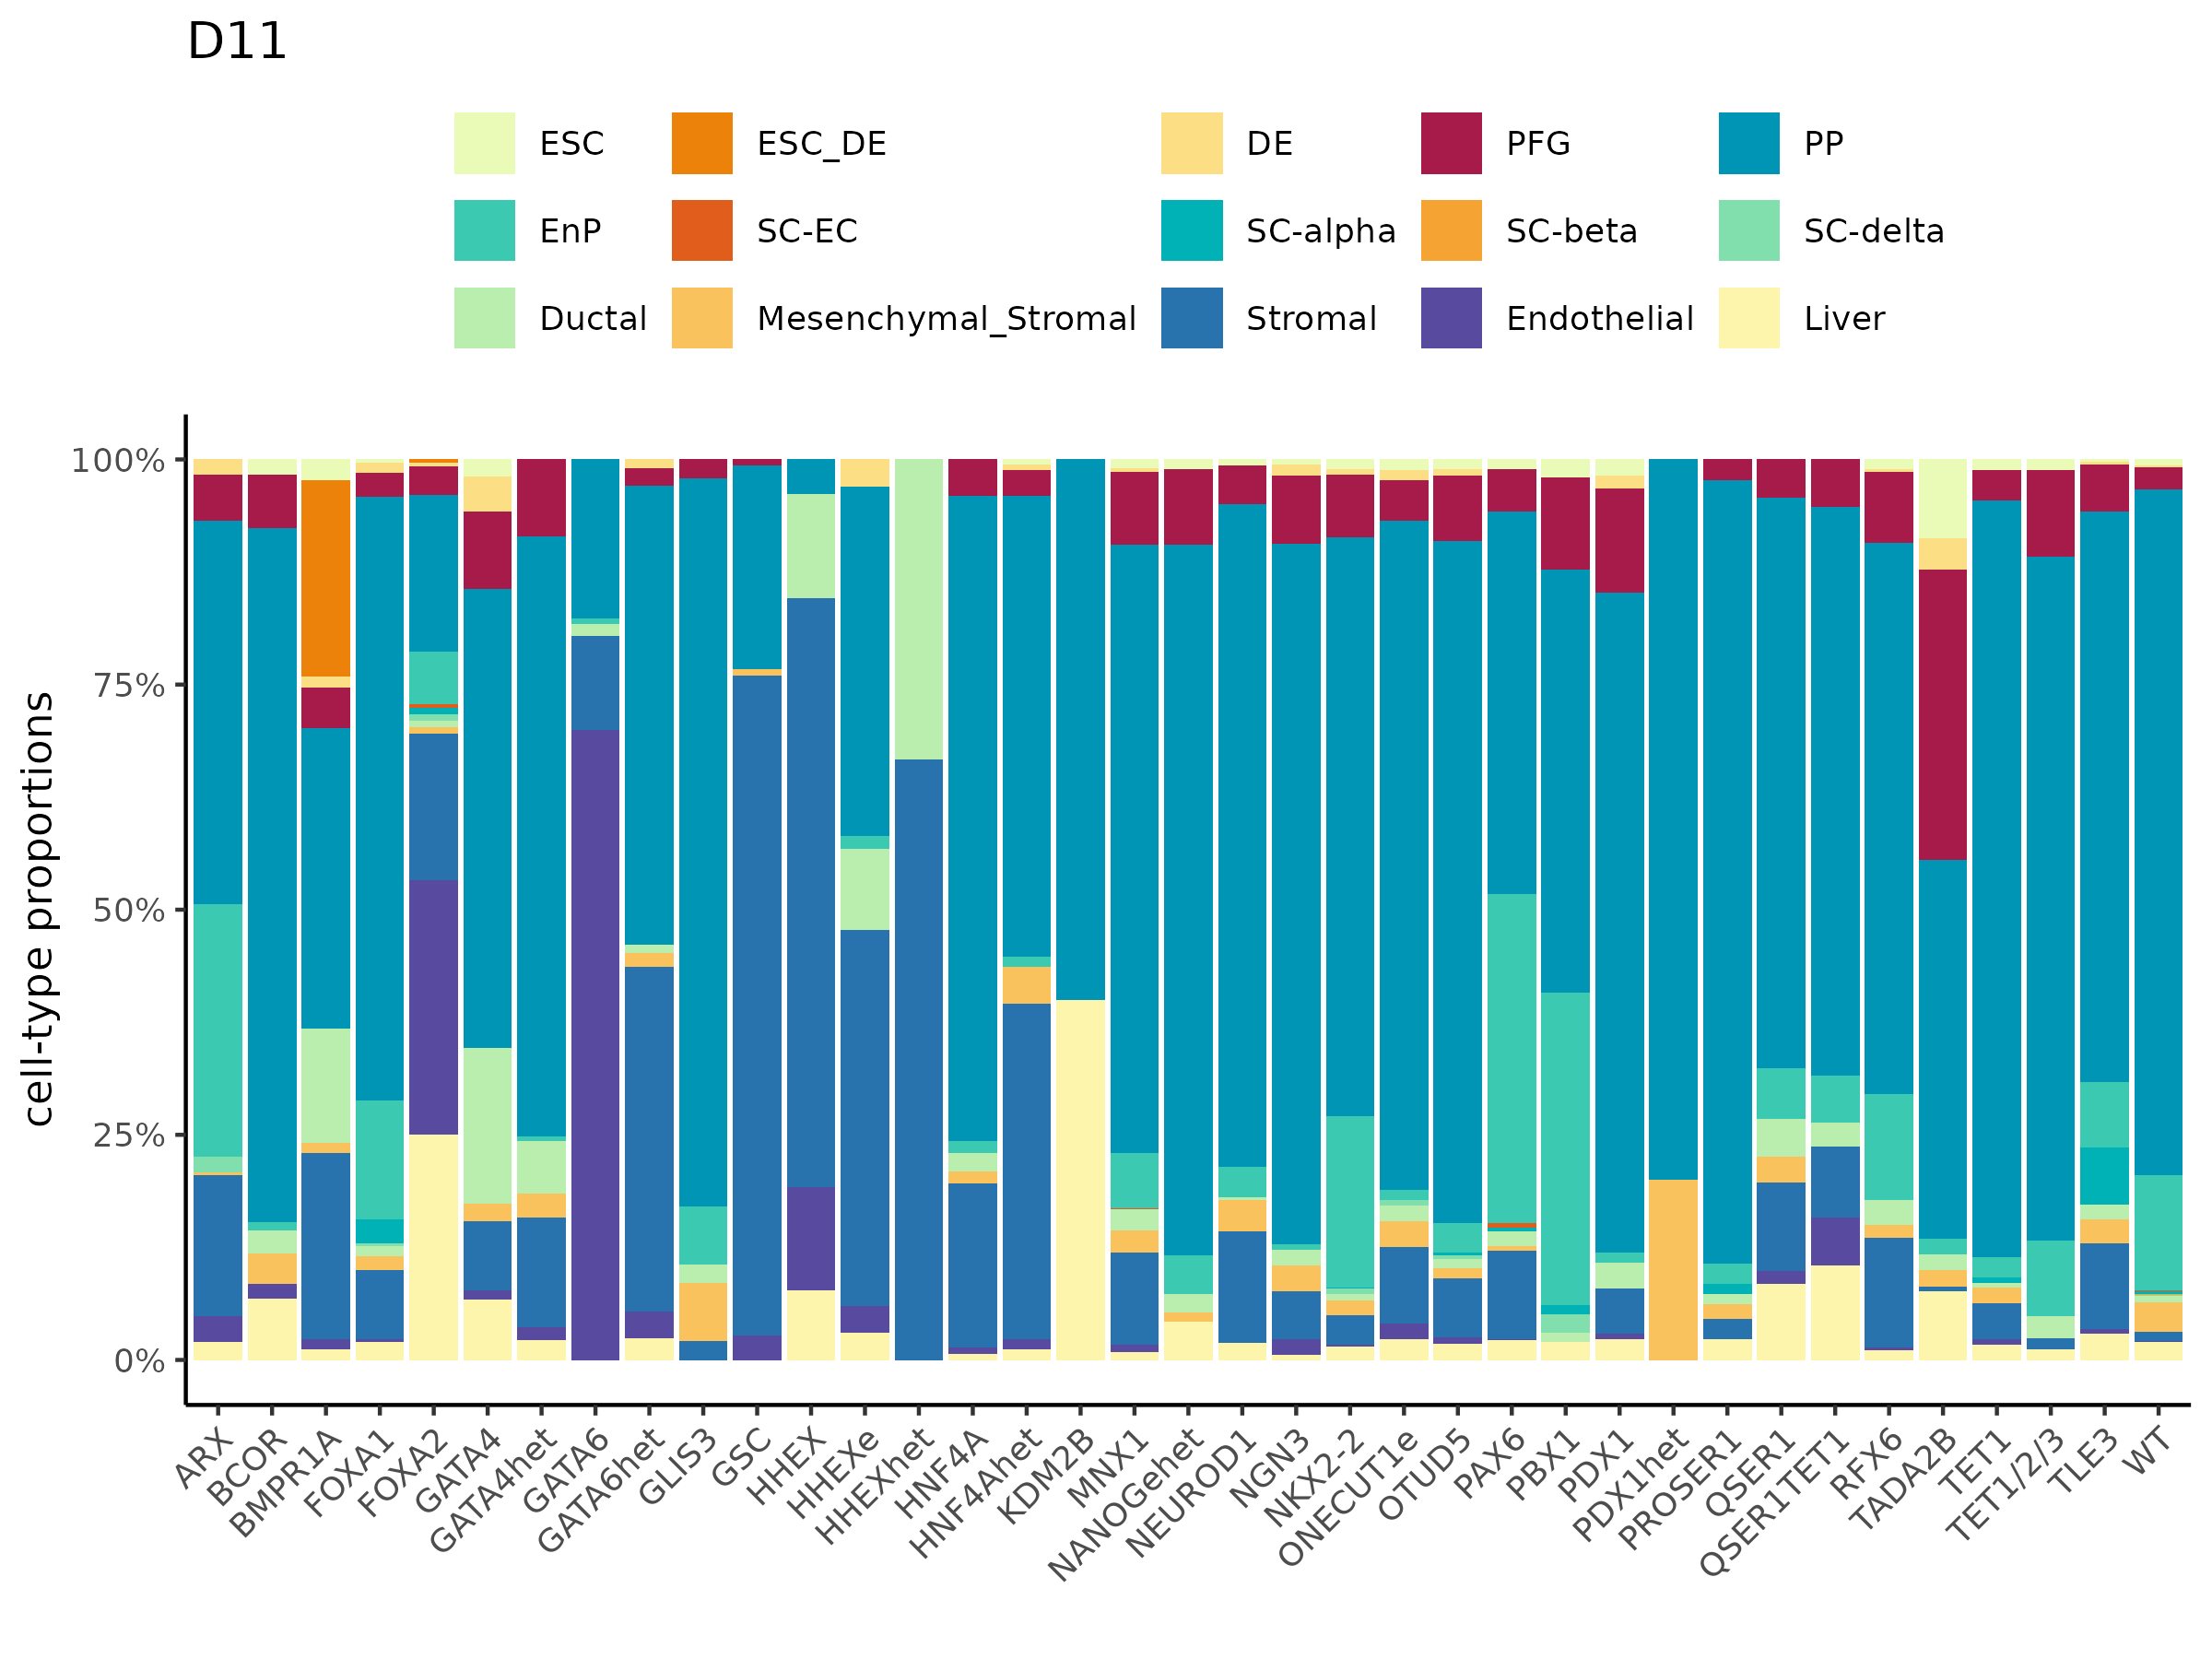 D11
ESC ESC_DE DE PFG PP
EnP SC-EC SC-alpha SC-beta SC-delta
Ductal Mesenchymal_Stromal Stromal Endothelial Liver
cell-type proportions
100%
75%
50%
25%
0%
ARX BCOR BMPR1A FOXA1 FOXA2 GATA4 GATA4het GATA6 GATA6het GLIS3 GSC HHEX HHEXe HHEXhet HNF4A HNF4Ahet KDM2B MNX1 NANOGehet NEUROD1 NGN3 NKX2-2 ONECUT1e OTUD5 PAX6 PBX1 PDX1 PDX1het PROSER1 QSER1 QSER1TET1 RFX6 TADA2B TET1 TET1/2/3 TLE3 WT